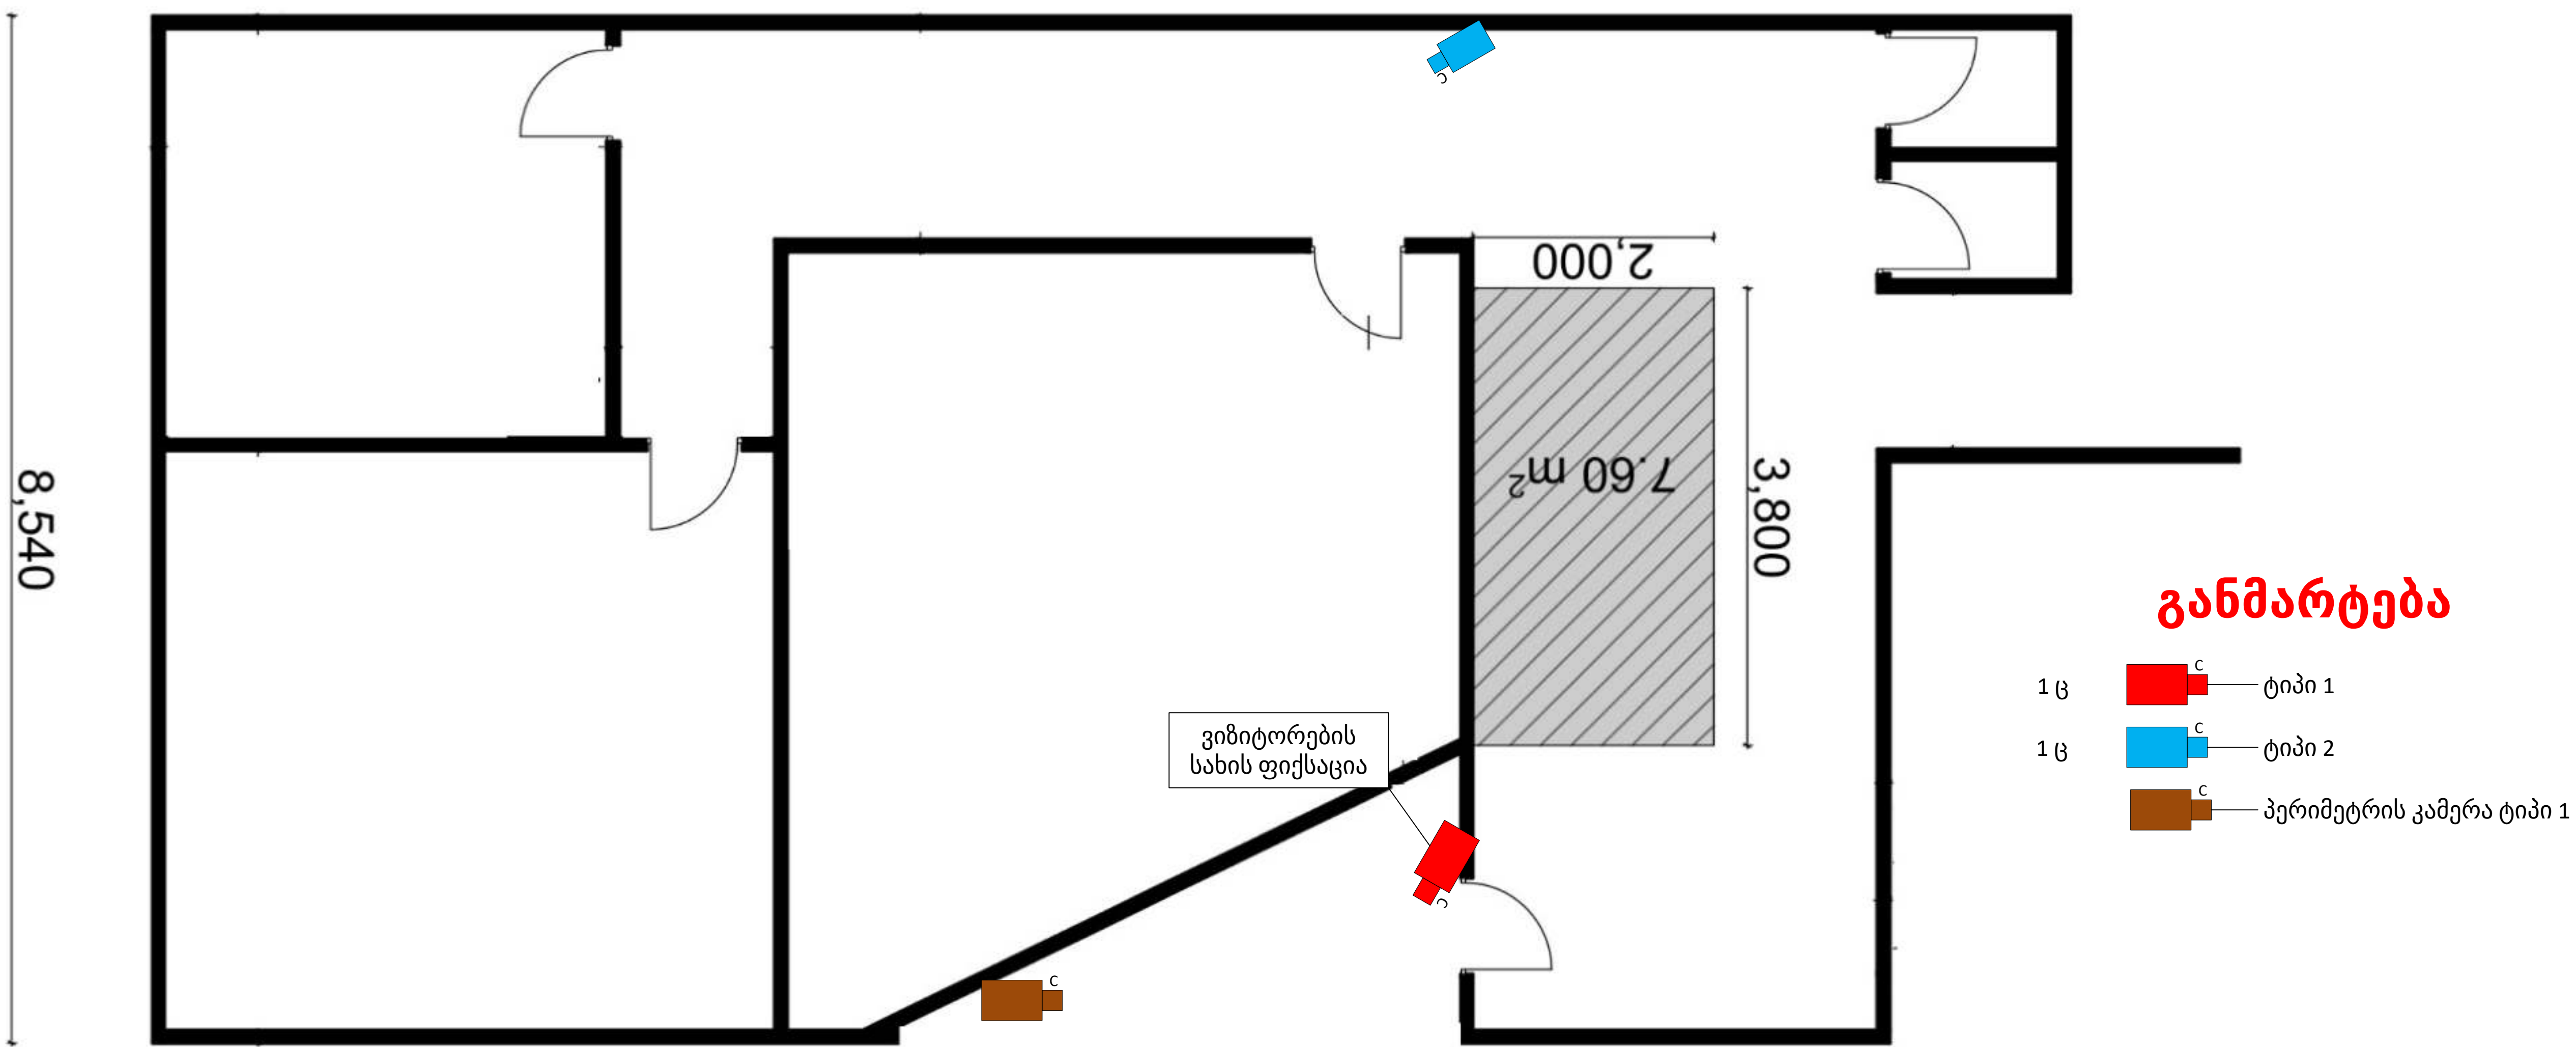 c
2,000
8,540
7.60 m²
3,800
განმარტება
ვიზიტორების
სახის ფიქსაცია
1 ც
c
ტიპი 1
1 ც
c
ტიპი 2
c
პერიმეტრის კამერა ტიპი 1
c
c